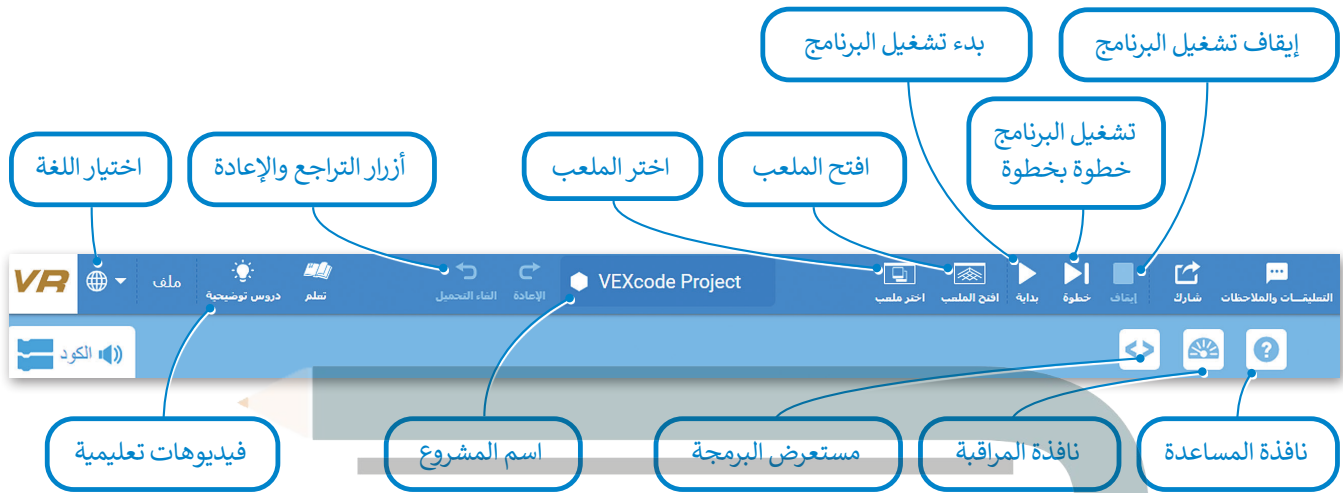 إيقاف تشغيل البرنامج
بدء تشغيل البرنامج
تشغيل البرنامج
خطوة بخطوة
افتح الملعب
اختر الملعب
أزرار التراجع والإعادة
اختيار اللغة
VR
ملف
دروس توضيحية
تعلم
الغاء التحميل
الإعادة
VEXcode Project
اختر ملعب
افتح الملعب
بداية
خطوة
إيقاف
شارك
التعليقات والملاحظات
الكود
نافذة المساعدة
نافذة المراقبة
مستعرض البرمجة
اسم المشروع
فيديوهات تعليمية